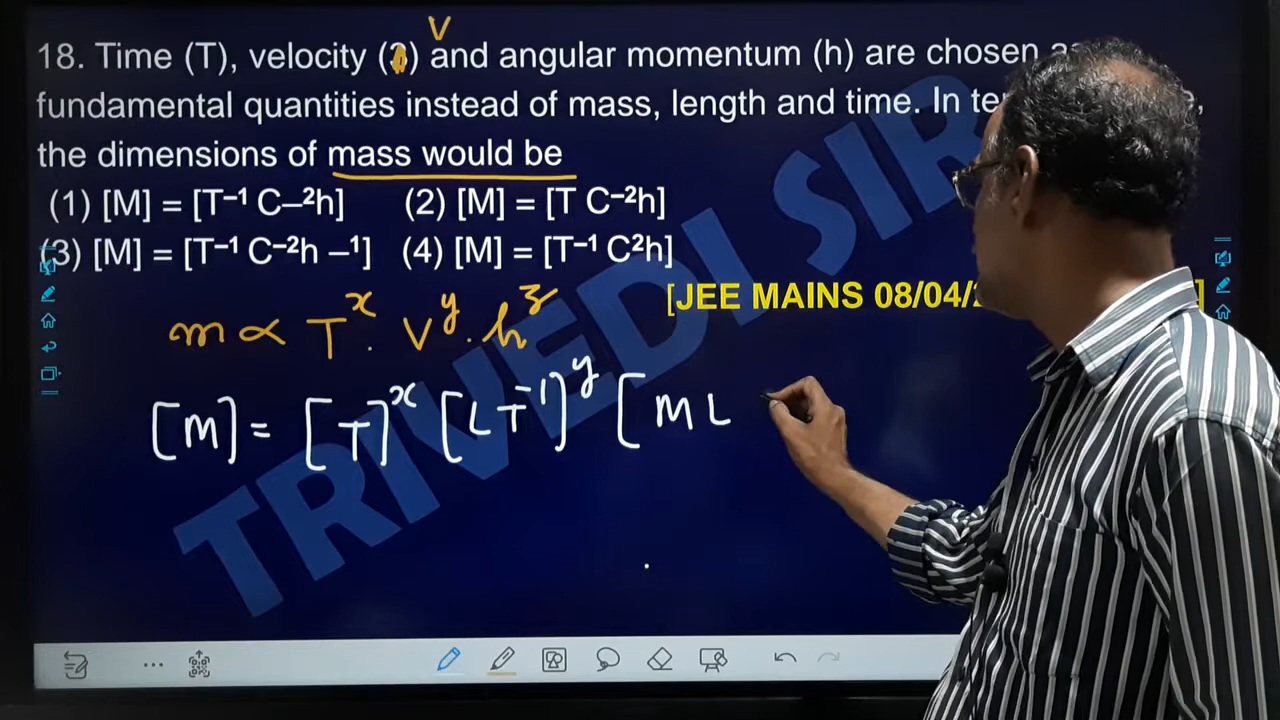 V
18. Time (T), velocity ( ) and angular momentum (h) are chosen as
fundamental quantities instead of mass, length and time. In
the dimensions of mass would be
(1) [M] = [T⁻¹ C–²h] (2) [M] = [T C⁻²h]
(3) [M] = [T⁻¹ C⁻²h –¹] (4) [M] = [T⁻¹ C²h]
[JEE MAINS 08/04/
m ∝ Tˣ . Vʸ . hᶻ
[M] = [T]ˣ [LT⁻¹]ʸ [ML
TRIVEDI SIR